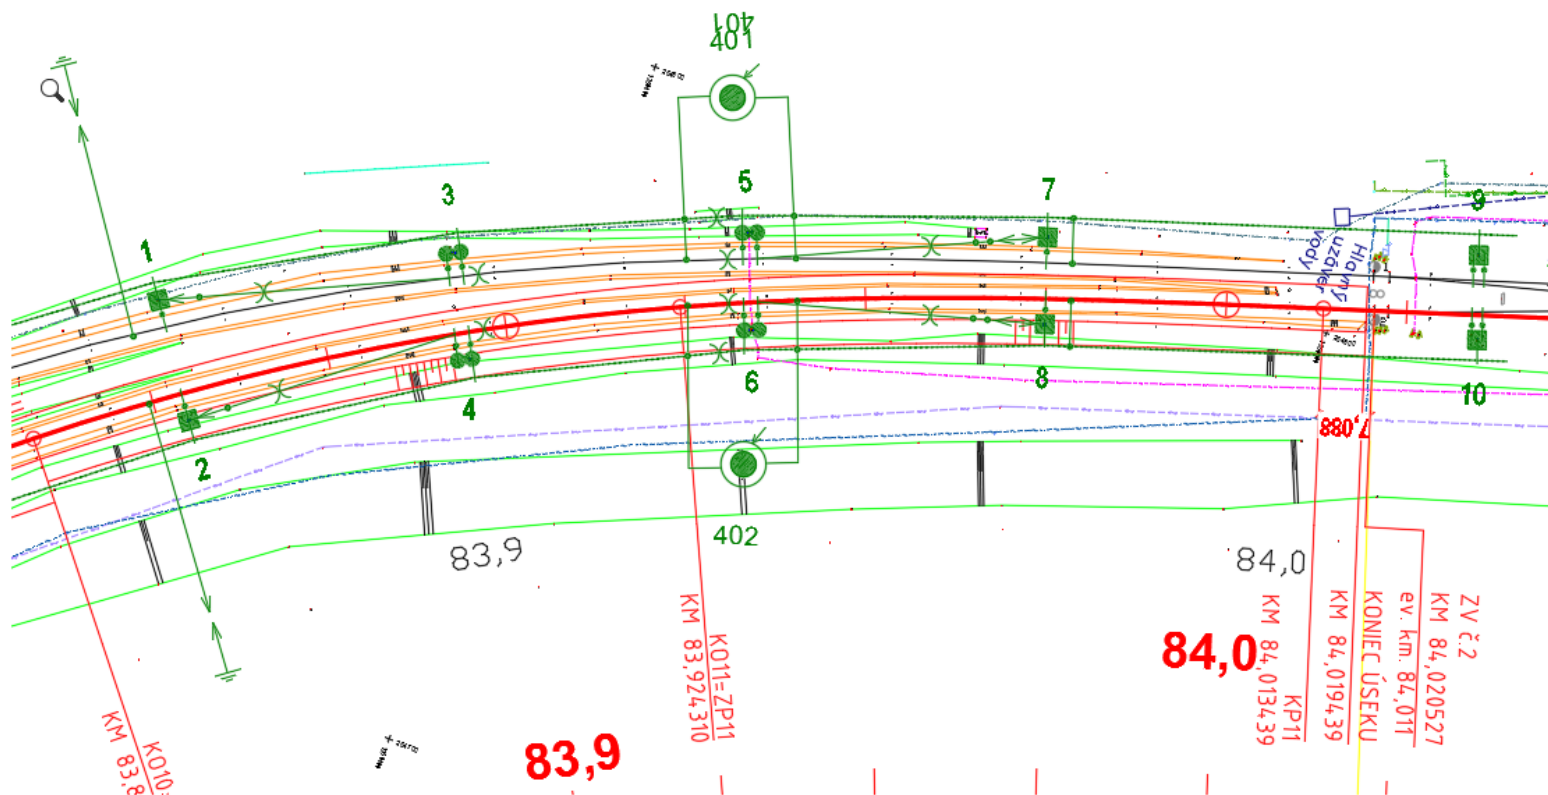 401
401
1
3
5
7
9
Hlavný
uzáver
vody
2
4
6
8
10
7,088
402
83,9
84,0
84,0
83,9
KO10=
KM 83,8
KO11=ZP11
KM 83,924310
KP11
KM 84,013439
KONIEC ÚSEKU
KM 84,019439
ZV č.2
KM 84,020527
ev. km. 84,011